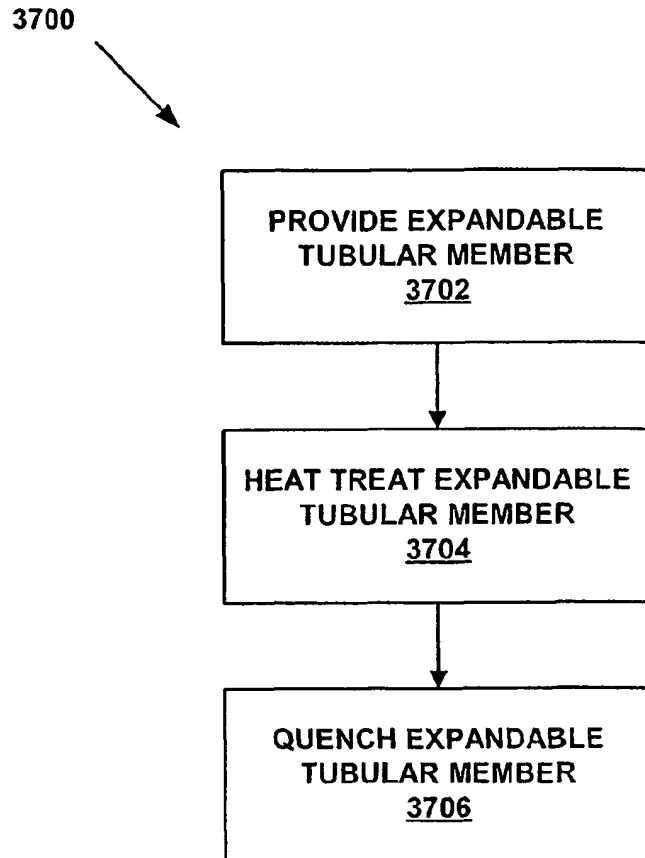 3700
PROVIDE EXPANDABLE
TUBULAR MEMBER
3702
HEAT TREAT EXPANDABLE
TUBULAR MEMBER
3704
QUENCH EXPANDABLE
TUBULAR MEMBER
3706